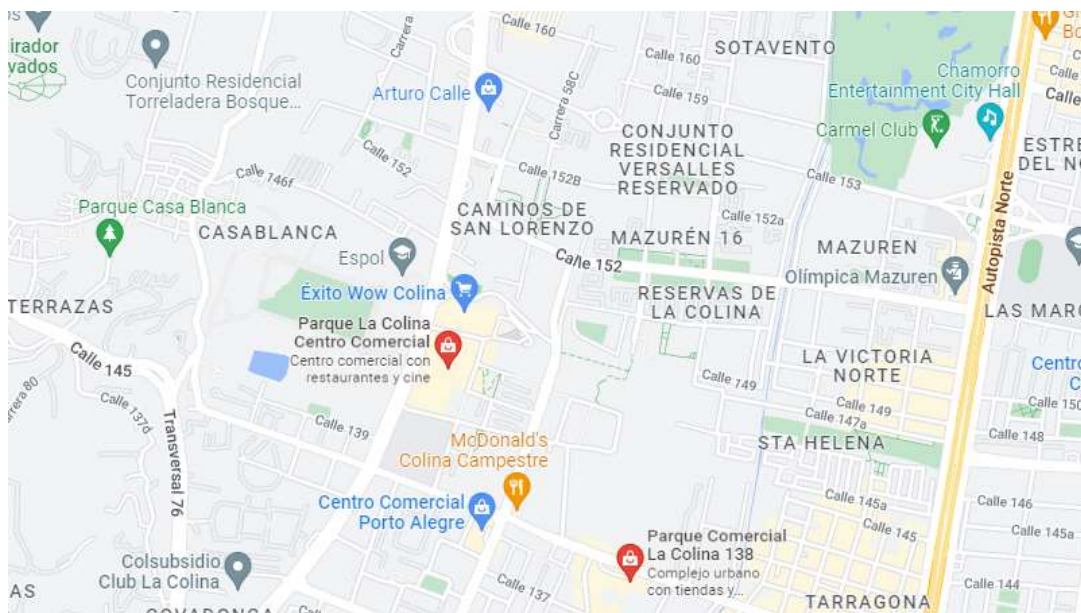 Calle 160
SOTAVENTO
Calle 160
Mirador
Conjunto Residencial
Torreladera Bosque...
Arturo Calle
Carrera 58C
Calle 159
Chamorro
Entertainment City Hall
Carmel Club
CONJUNTO
RESIDENCIAL
VERSALLES
RESERVADO
Calle 146f
Calle 152
Calle 152B
Calle 153
Autopista Norte
Parque Casa Blanca
CASABLANCA
CAMINOS DE
SAN LORENZO
Calle 152a
Calle 152
MAZURÉN 16
MAZUREN
Olímpica Mazuren
Espol
Éxito Wow Colina
RESERVAS DE
LA COLINA
TERRAZAS
Parque La Colina
Centro Comercial
Centro comercial con
restaurantes y cine
LA VICTORIA
NORTE
Calle 145
Carrera 80
Calle 137d
Transversal 76
Calle 139
Calle 149
Calle 149
Calle 147a
Calle 150
Calle 148
STA HELENA
McDonald's
Colina Campestre
Centro Comercial
Porto Alegre
Calle 145a
Calle 145
Calle 146
Calle 145a
Parque Comercial
La Colina 138
Complejo urbano
con tiendas y...
Colsubsidio
Club La Colina
Calle 137
Calle 144
TARRAGONA